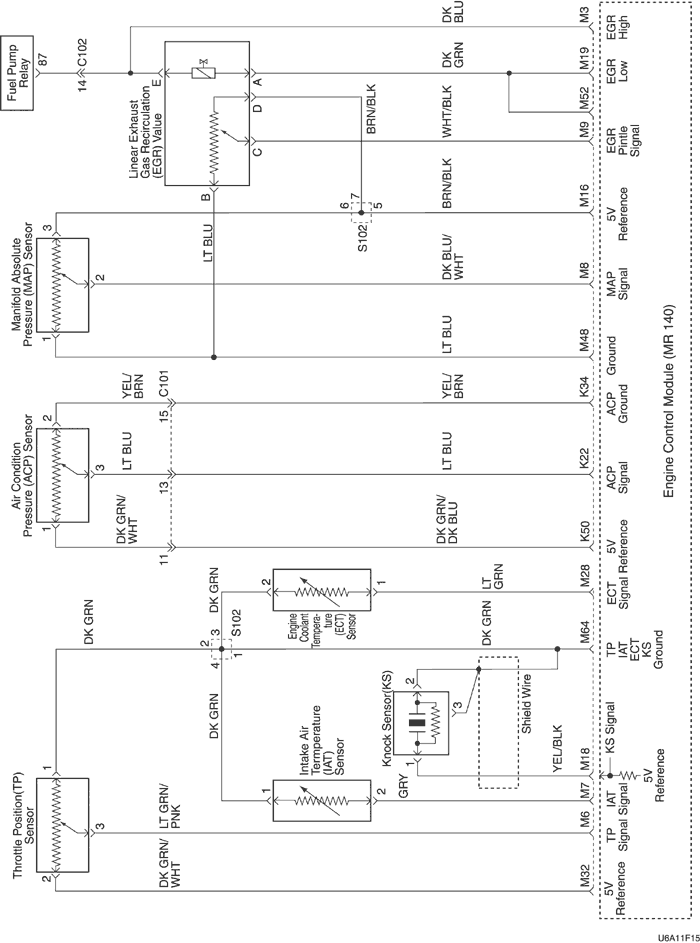 Fuel Pump
Relay
87
14
C102
E
A
D
C
B
Linear Exhaust
Gas Recirculation
(EGR) Value
DK
BLU
M3
EGR
High
DK
GRN
M19
EGR
Low
M52
BRN/BLK
WHT/BLK
M9
EGR
Pintle
Signal
3
Manifold Absolute
Pressure (MAP) Sensor
2
1
LT BLU
6
7
5
S102
BRN/BLK
M16
5V
Reference
DK BLU/
WHT
M8
MAP
Signal
LT BLU
M48
Ground
Air Condition
Pressure (ACP) Sensor
2
3
1
YEL/
BRN
15
C101
YEL/
BRN
K34
ACP
Ground
LT BLU
13
LT BLU
K22
ACP
Signal
DK GRN/
WHT
11
DK GRN/
DK BLU
K50
5V
Reference
DK GRN
2
Engine
Coolant
Tempera-
ture
(ECT)
Sensor
1
LT
GRN
M28
ECT
Signal
DK GRN
2
3
4
1
S102
DK GRN
M64
TP
IAT
ECT
KS
Ground
Knock Sensor(KS)
2
3
1
Shield Wire
GRY
YEL/BLK
M18
KS Signal
5V
Reference
DK GRN
1
Intake Air
Termperature
(IAT)
Sensor
2
M7
IAT
Signal
Throttle Position(TP)
Sensor
1
3
2
LT GRN/
PNK
M6
TP
Signal
DK GRN/
WHT
M32
5V
Reference
Engine Control Module (MR 140)
U6A11F15